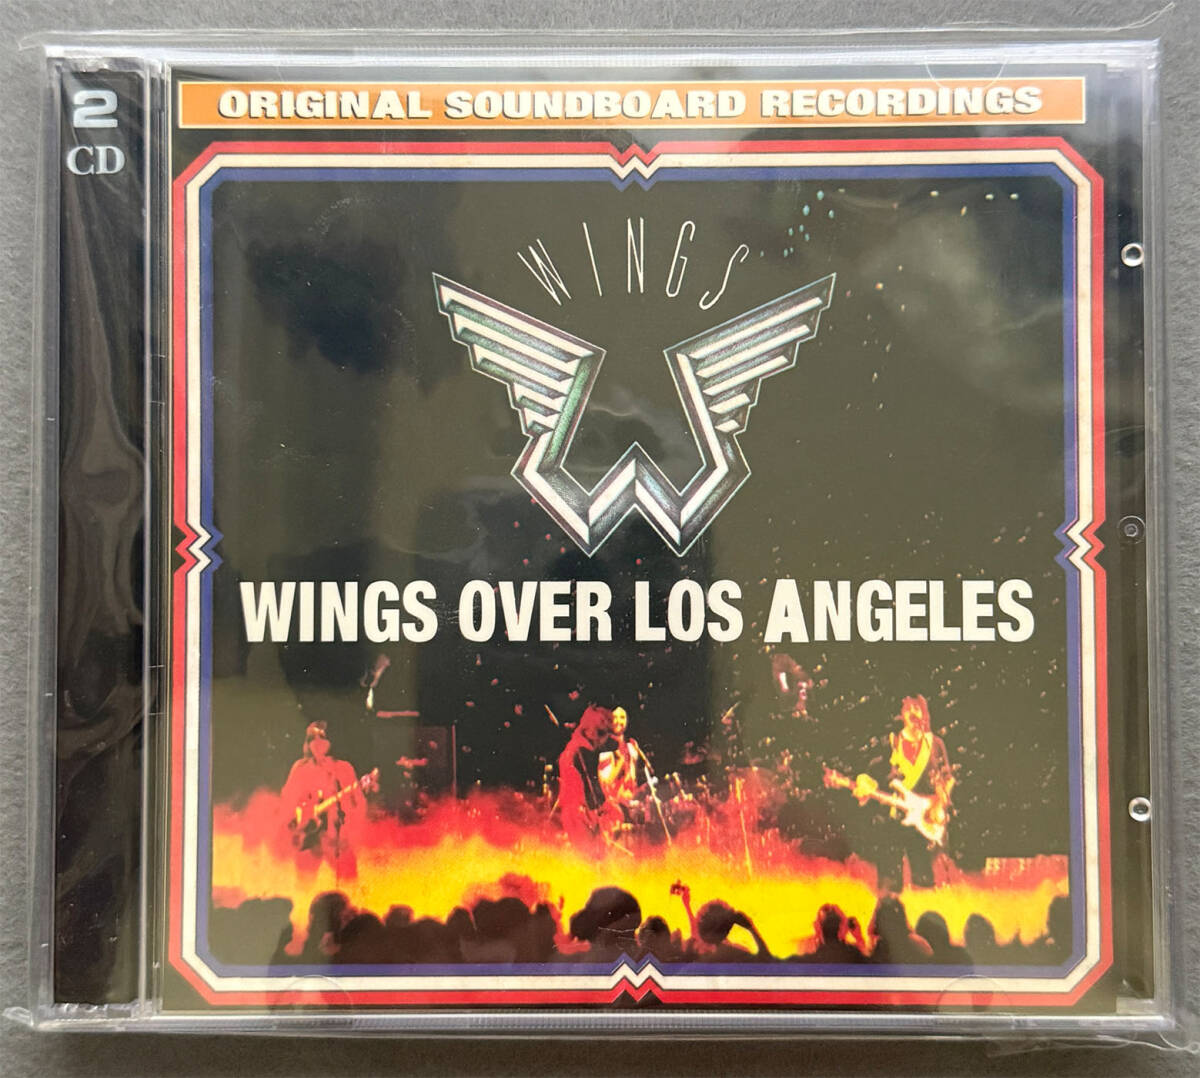 2
CD
ORIGINAL SOUNDBOARD RECORDINGS
WINGS
WINGS OVER LOS ANGELES